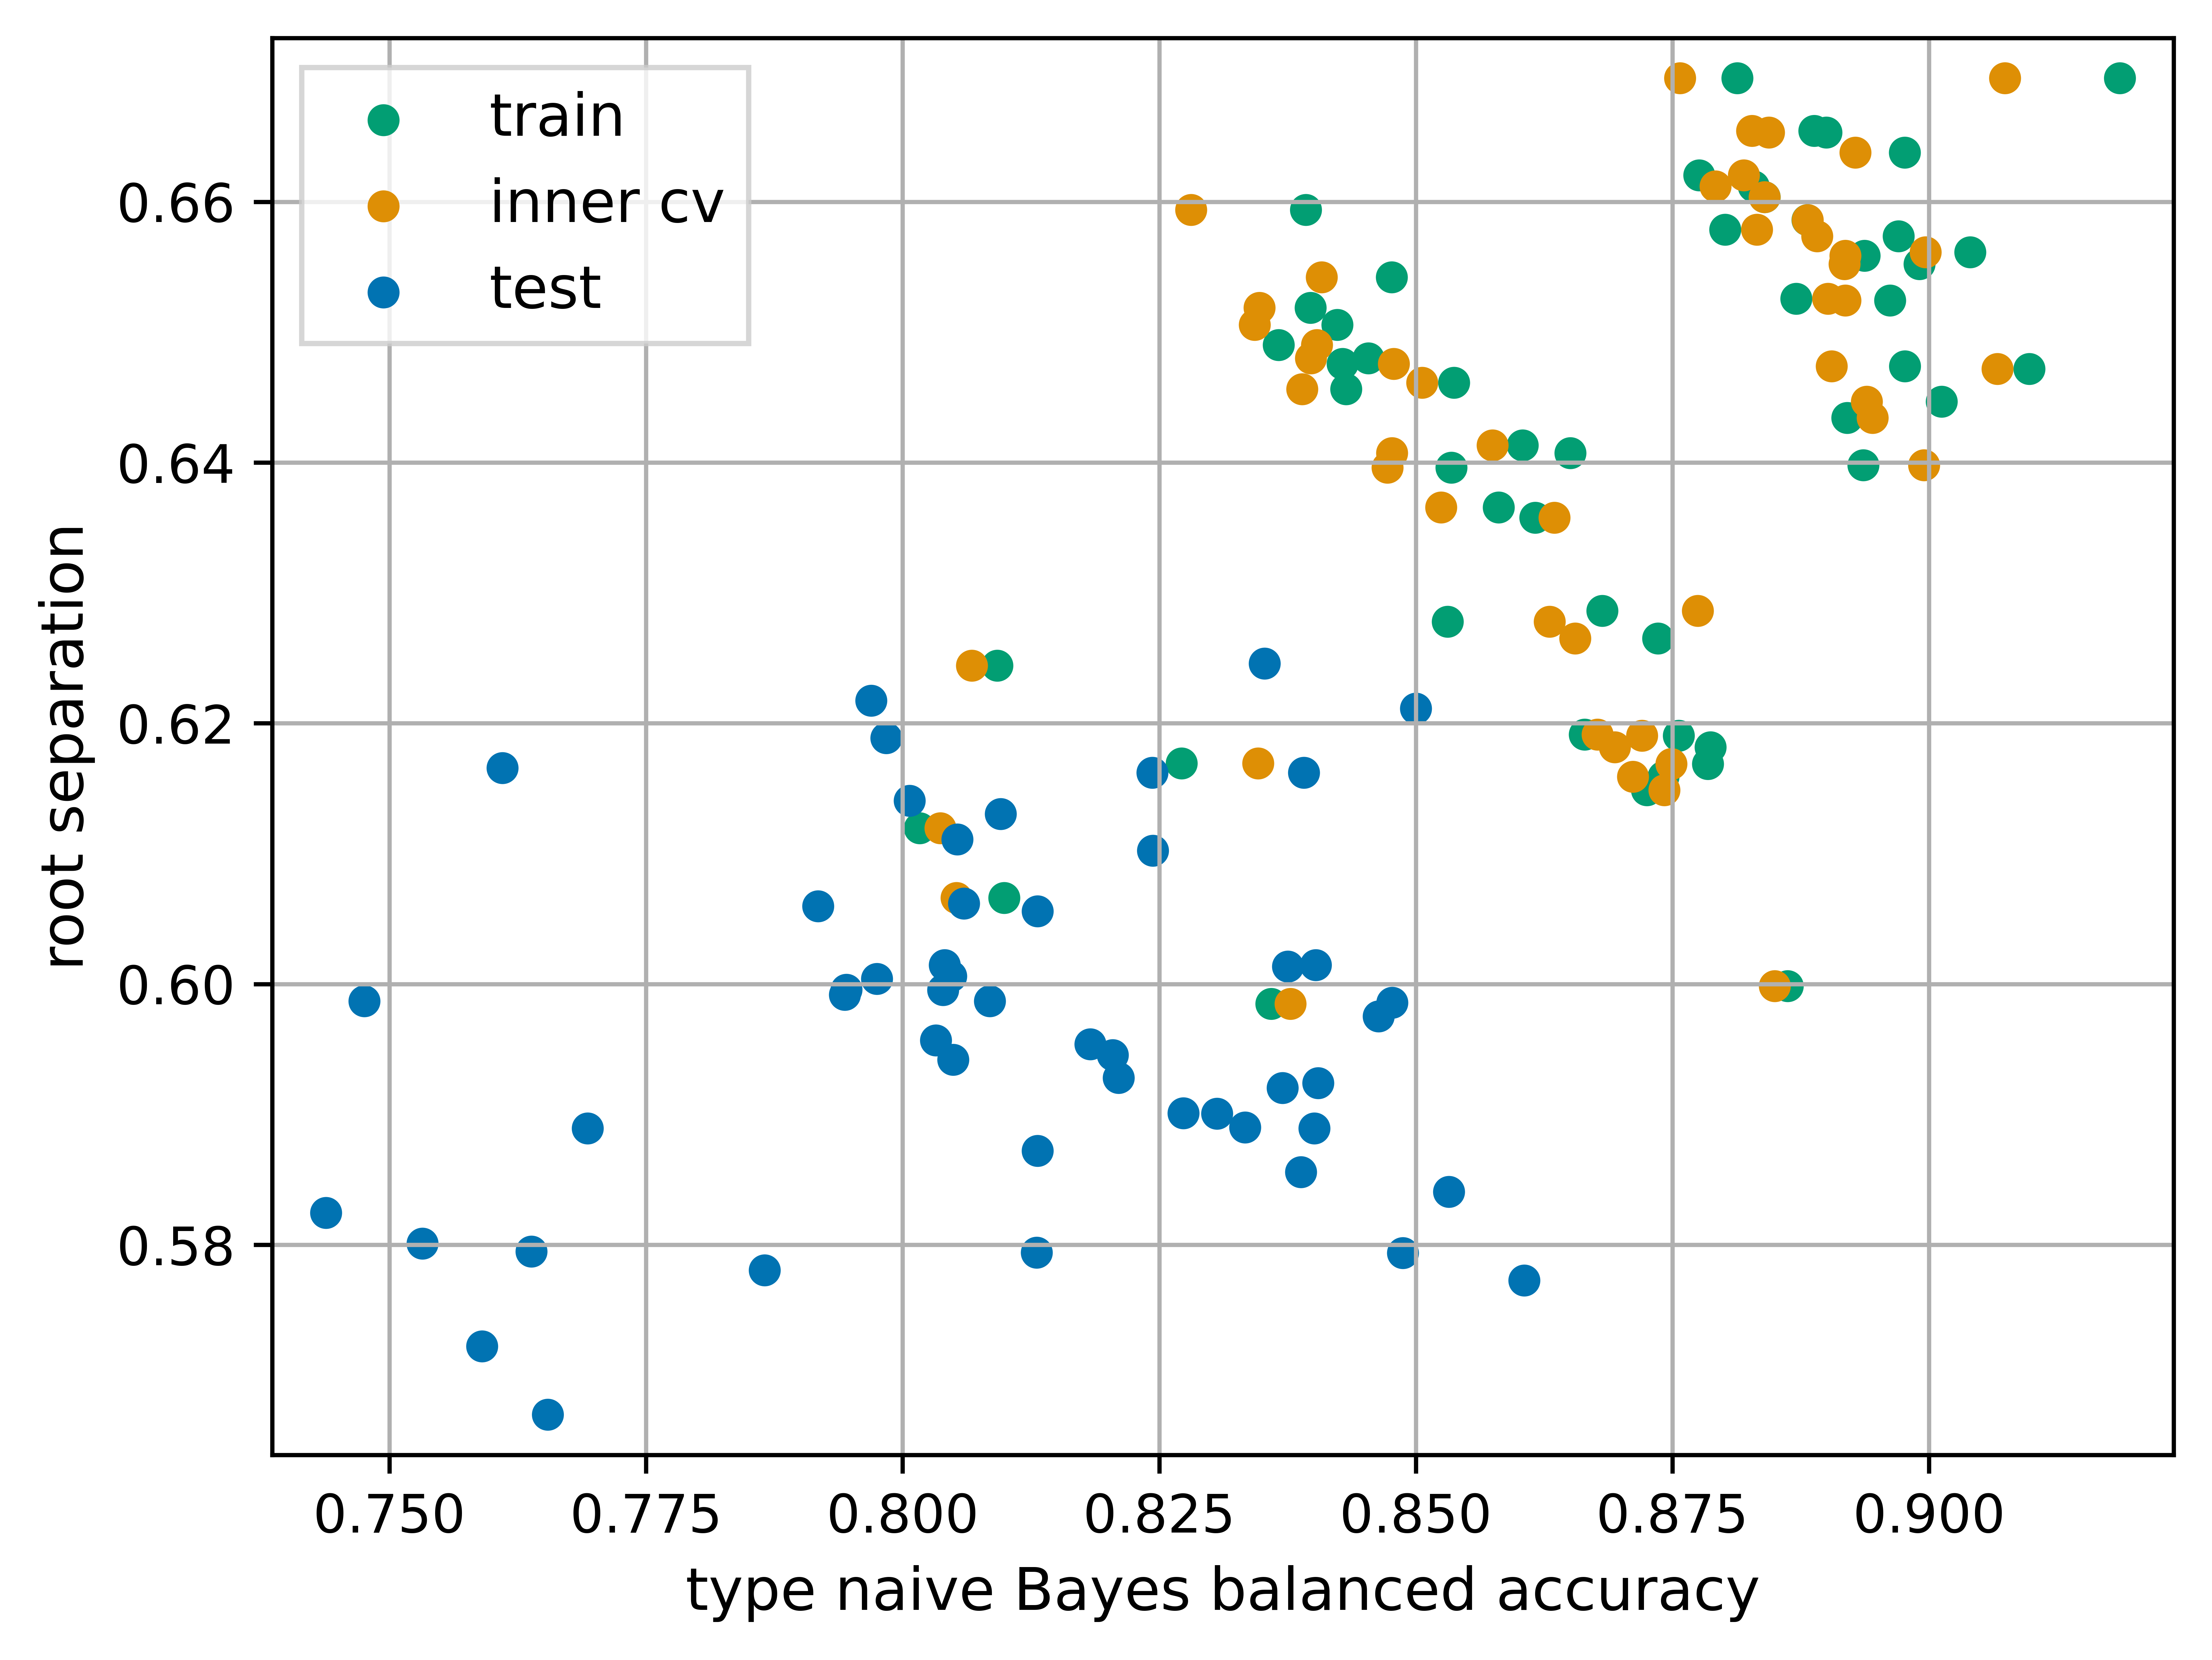 train
inner cv
test
0.66
0.64
0.62
0.60
0.58
root separation
0.750
0.775
0.800
0.825
0.850
0.875
0.900
type naive Bayes balanced accuracy